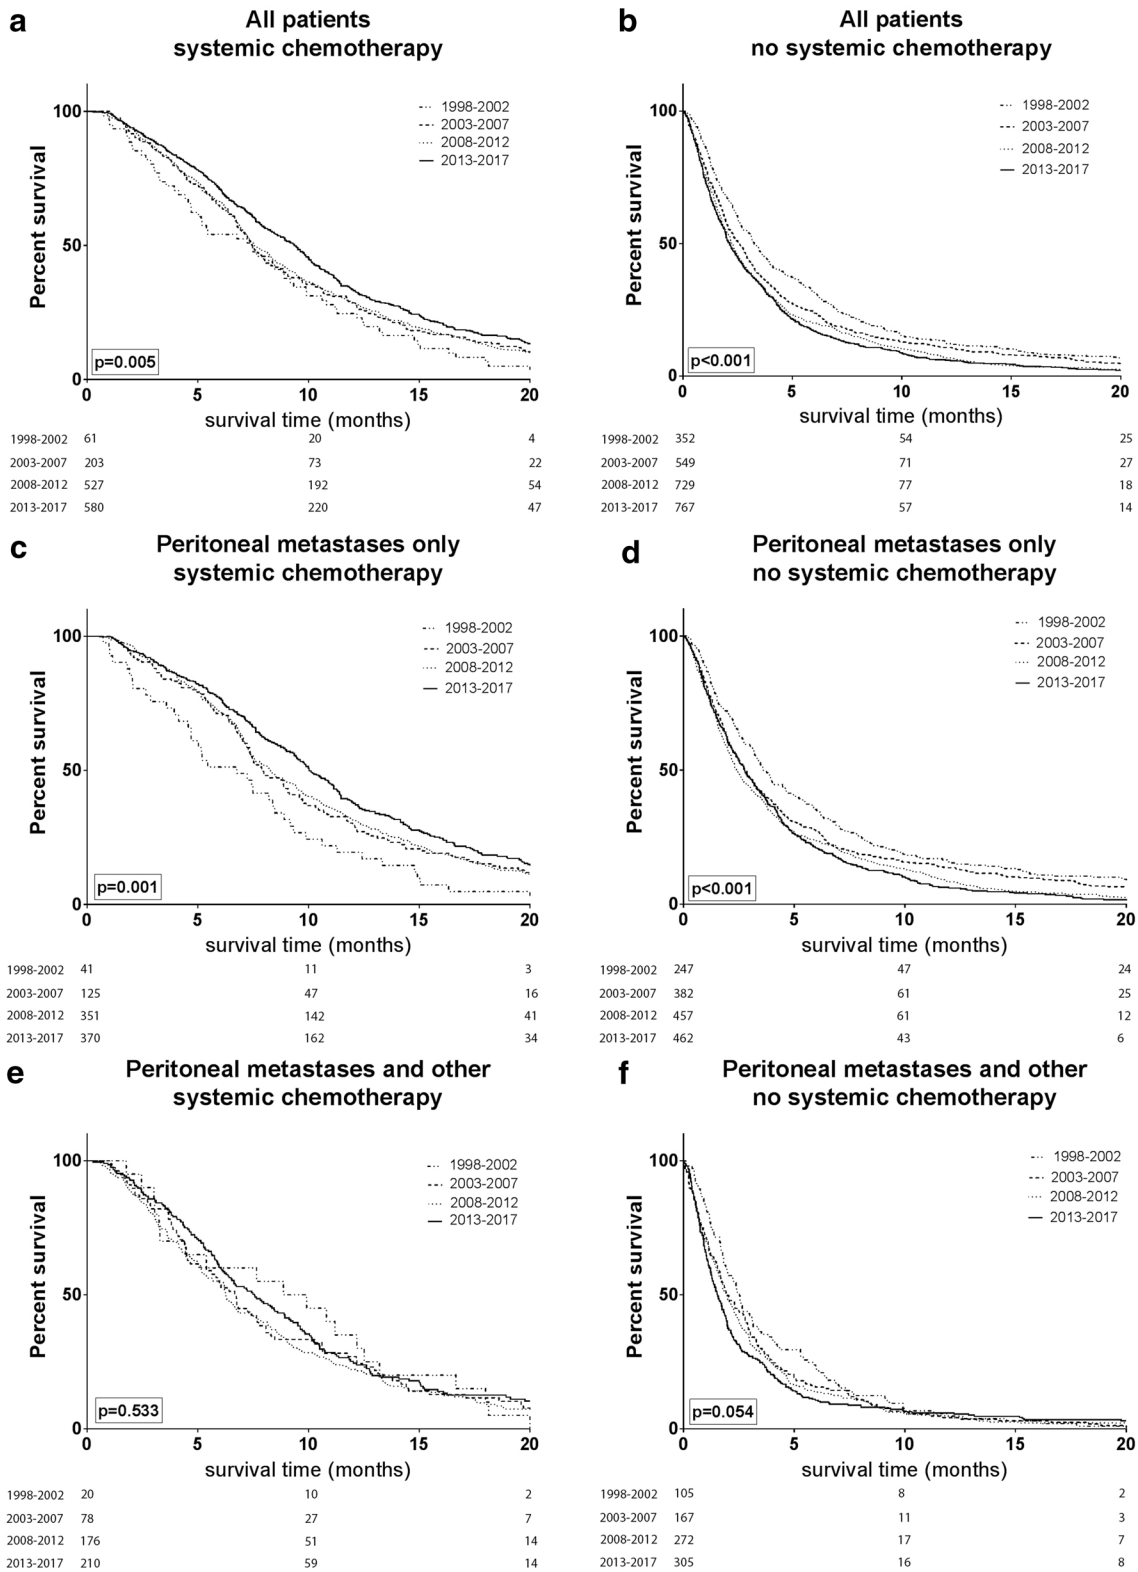 a
All patients
systemic chemotherapy
1998-2002
2003-2007
2008-2012
2013-2017
Percent survival
100
50
0
p=0.005
0 5 10 15 20
survival time (months)
1998-2002 61 20 4
2003-2007 203 73 22
2008-2012 527 192 54
2013-2017 580 220 47
b
All patients
no systemic chemotherapy
1998-2002
2003-2007
2008-2012
2013-2017
Percent survival
100
50
0
p<0.001
0 5 10 15 20
survival time (months)
1998-2002 352 54 25
2003-2007 549 71 27
2008-2012 729 77 18
2013-2017 767 57 14
c
Peritoneal metastases only
systemic chemotherapy
1998-2002
2003-2007
2008-2012
2013-2017
Percent survival
100
50
0
p=0.001
0 5 10 15 20
survival time (months)
1998-2002 41 11 3
2003-2007 125 47 16
2008-2012 351 142 41
2013-2017 370 162 34
d
Peritoneal metastases only
no systemic chemotherapy
1998-2002
2003-2007
2008-2012
2013-2017
Percent survival
100
50
0
p<0.001
0 5 10 15 20
survival time (months)
1998-2002 247 47 24
2003-2007 382 61 25
2008-2012 457 61 12
2013-2017 462 43 6
e
Peritoneal metastases and other
systemic chemotherapy
1998-2002
2003-2007
2008-2012
2013-2017
Percent survival
100
50
0
p=0.533
0 5 10 15 20
survival time (months)
1998-2002 20 10 2
2003-2007 78 27 7
2008-2012 176 51 14
2013-2017 210 59 14
f
Peritoneal metastases and other
no systemic chemotherapy
1998-2002
2003-2007
2008-2012
2013-2017
Percent survival
100
50
0
p=0.054
0 5 10 15 20
survival time (months)
1998-2002 105 8 2
2003-2007 167 11 3
2008-2012 272 17 7
2013-2017 305 16 8